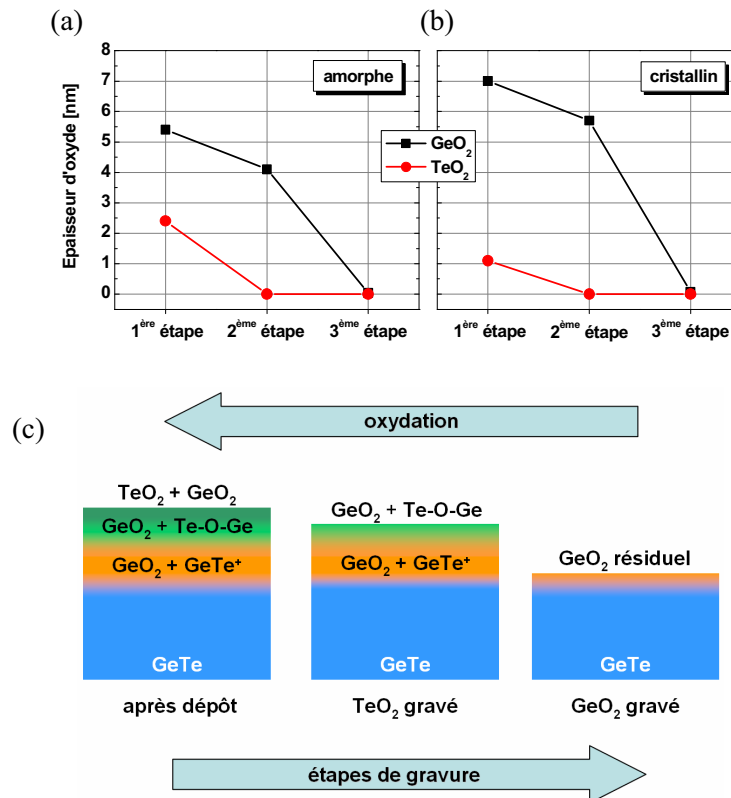 (a)
(b)
Epaisseur d'oxyde [nm]
8
7
6
5
4
3
2
1
0
amorphe
cristallin
GeO₂
TeO₂
1ère étape 2ème étape 3ème étape
1ère étape 2ème étape 3ème étape
(c)
oxydation
TeO₂ + GeO₂
GeO₂ + Te-O-Ge
GeO₂ + GeTe⁺
GeTe
après dépôt
GeO₂ + Te-O-Ge
GeO₂ + GeTe⁺
GeTe
TeO₂ gravé
GeO₂ résiduel
GeTe
GeO₂ gravé
étapes de gravure